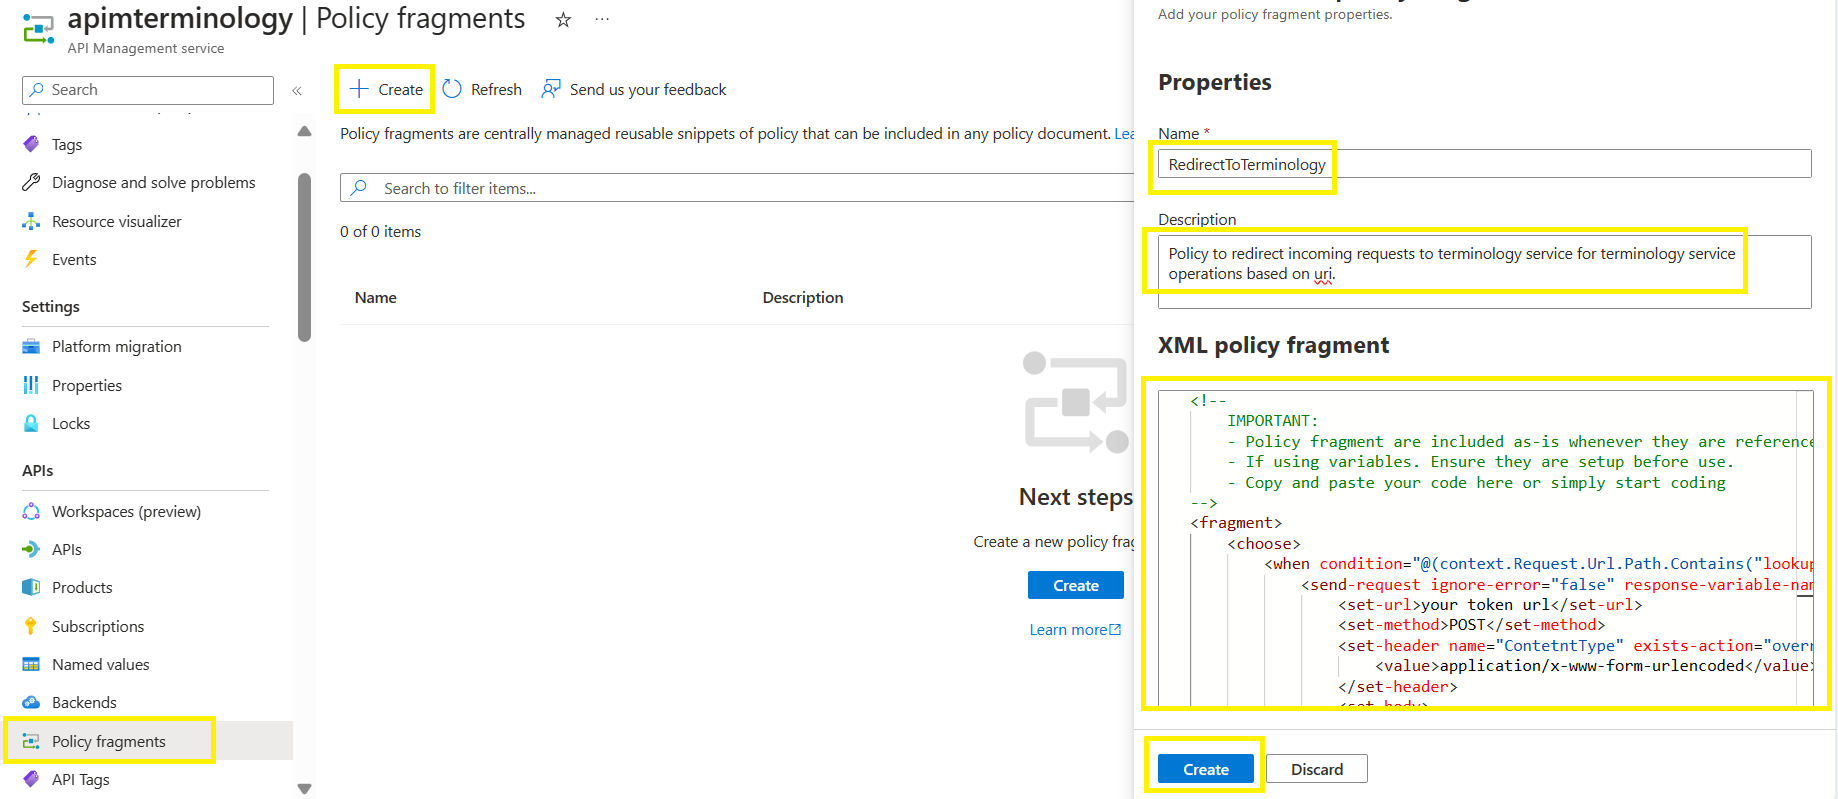 apimterminology | Policy fragments
API Management service
Search
Tags
Diagnose and solve problems
Resource visualizer
Events
Settings
Platform migration
Properties
Locks
APIs
Workspaces (preview)
APIs
Products
Subscriptions
Named values
Backends
Policy fragments
API Tags
Create
Refresh
Send us your feedback
Policy fragments are centrally managed reusable snippets of policy that can be included in any policy document. Lea
Search to filter items...
0 of 0 items
Name Description
Next steps
Create a new policy frag
Create
Learn more
Add your policy fragment properties.
Properties
Name *
RedirectToTerminology
Description
Policy to redirect incoming requests to terminology service for terminology service
operations based on uri.
XML policy fragment
<!--
IMPORTANT:
- Policy fragment are included as-is whenever they are reference
- If using variables. Ensure they are setup before use.
- Copy and paste your code here or simply start coding
-->
<fragment>
<choose>
<when condition="@(context.Request.Url.Path.Contains("lookup
<send-request ignore-error="false" response-variable-nam
<set-url>your token url</set-url>
<set-method>POST</set-method>
<set-header name="ContetntType" exists-action="overr
<value>application/x-www-form-urlencoded</value>
</set-header>
<set-body>
Create
Discard